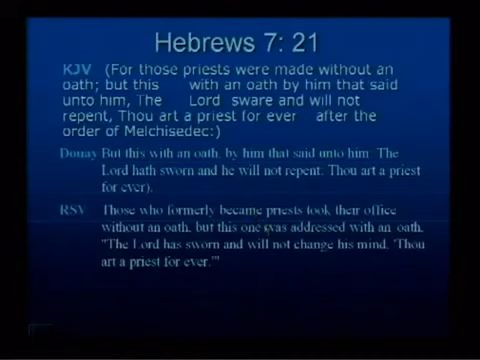 Hebrews 7: 21
KJV (For those priests were made without an
oath; but this with an oath by him that said
unto him, The Lord sware and will not
repent, Thou art a priest for ever after the
order of Melchisedec:)
Douay But this with an oath, by him that said unto him: The
Lord hath sworn and he will not repent: Thou art a priest
for ever).
RSV Those who formerly became priests took their office
without an oath, but this one was addressed with an oath,
"The Lord has sworn and will not change his mind, 'Thou
art a priest for ever.'"